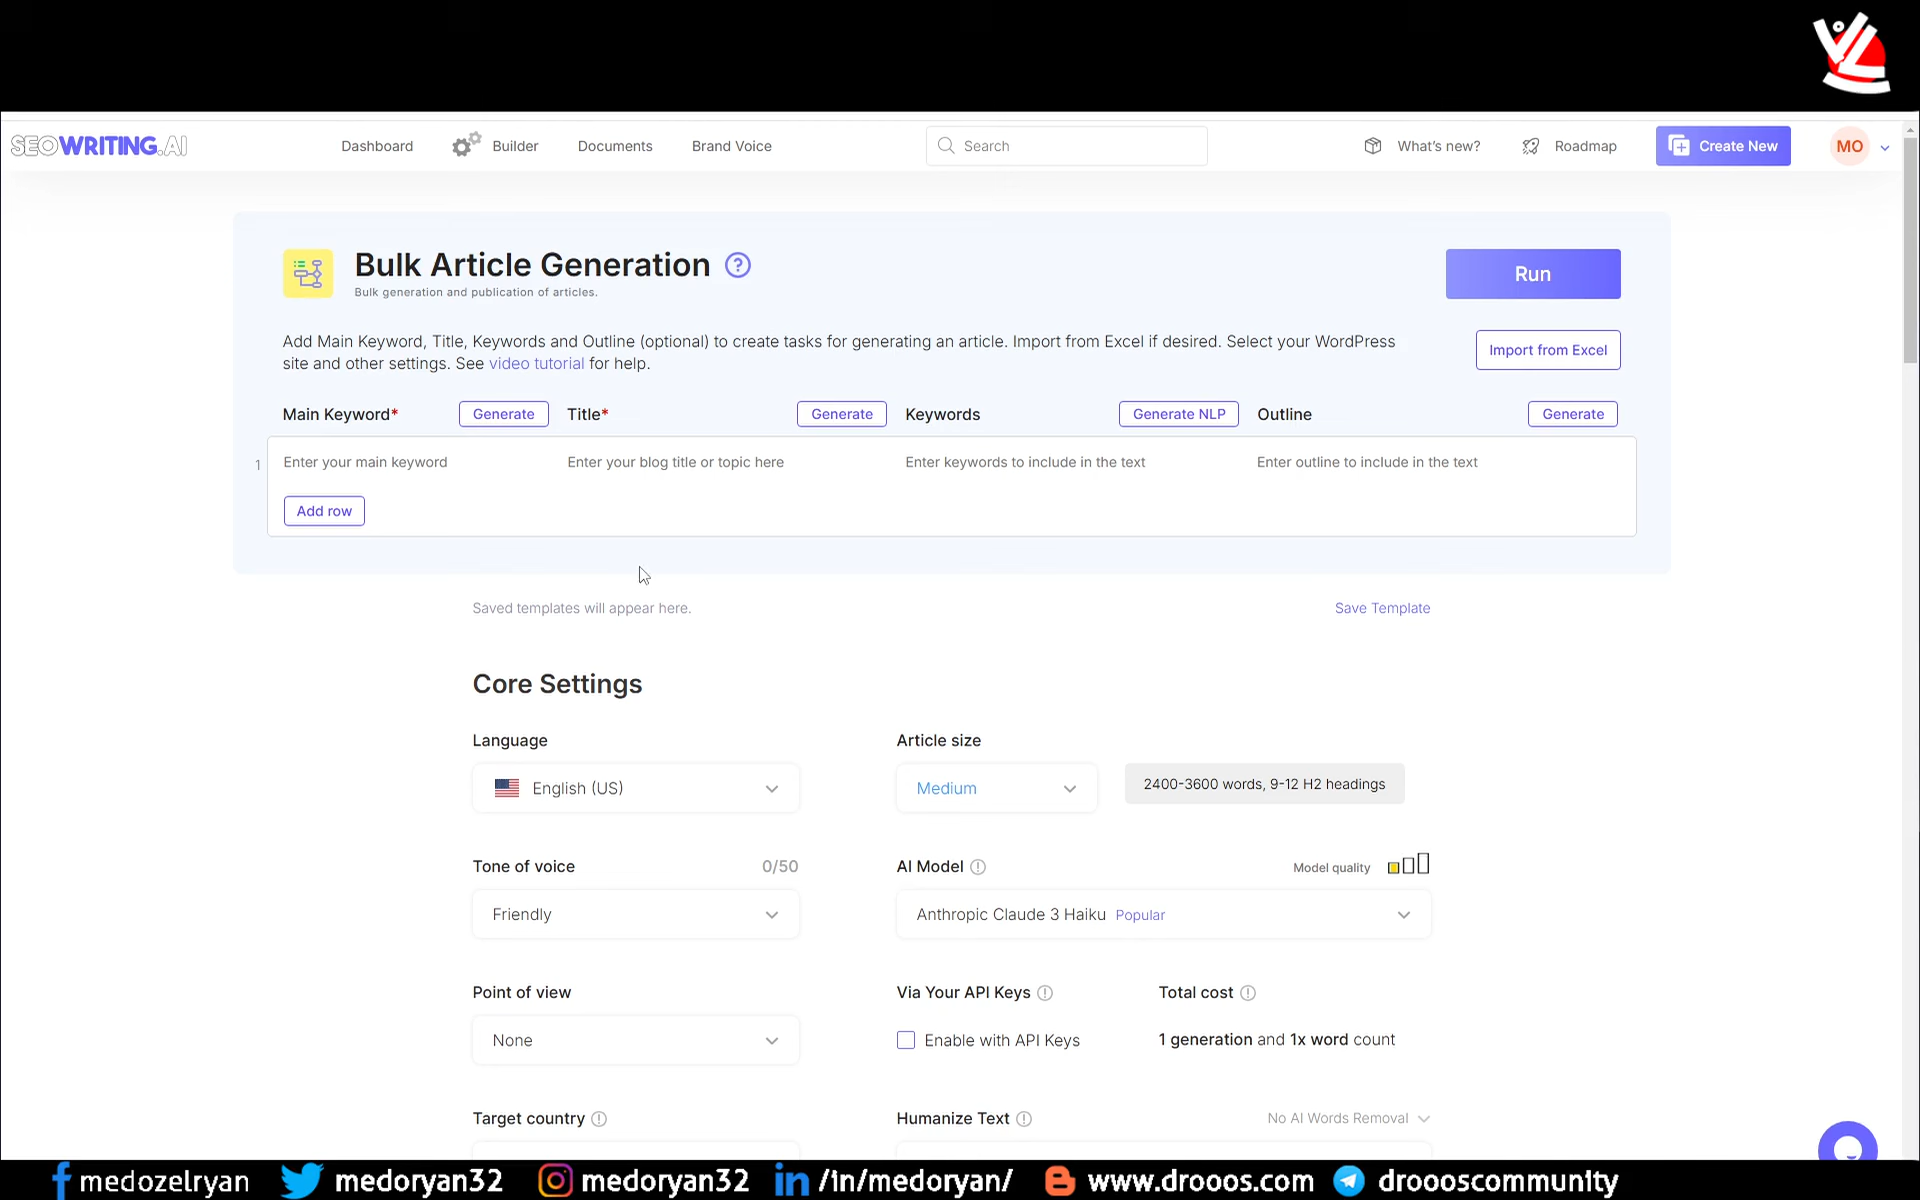 SEOWRITING.AI
Dashboard
Builder
Documents
Brand Voice
Search
What's new?
Roadmap
Create New
MO
Bulk Article Generation
Bulk generation and publication of articles.
Run
Add Main Keyword, Title, Keywords and Outline (optional) to create tasks for generating an article. Import from Excel if desired. Select your WordPress
site and other settings. See video tutorial for help.
Import from Excel
Main Keyword*
Generate
Title*
Generate
Keywords
Generate NLP
Outline
Generate
1
Enter your main keyword
Enter your blog title or topic here
Enter keywords to include in the text
Enter outline to include in the text
Add row
Saved templates will appear here.
Save Template
Core Settings
Language
Article size
English (US)
Medium
2400-3600 words, 9-12 H2 headings
Tone of voice
0/50
AI Model
Model quality
Friendly
Anthropic Claude 3 Haiku Popular
Point of view
Via Your API Keys
Total cost
None
Enable with API Keys
1 generation and 1x word count
Target country
Humanize Text
No AI Words Removal
medozelryan
medoryan32
medoryan32
/in/medoryan/
www.drooos.com
droooscommunity